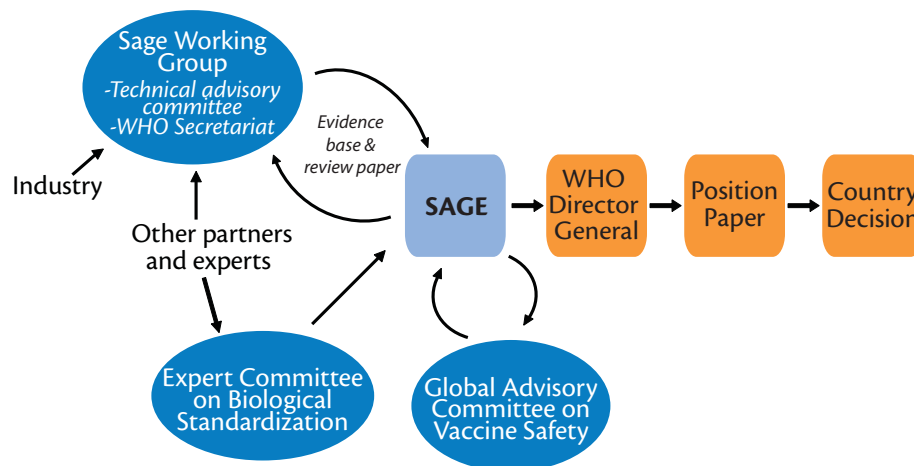 Sage Working
Group
-Technical advisory
committee
-WHO Secretariat
Evidence
base &
review paper
Industry
Other partners
and experts
SAGE
WHO
Director
General
Position
Paper
Country
Decision
Expert Committee
on Biological
Standardization
Global Advisory
Committee on
Vaccine Safety